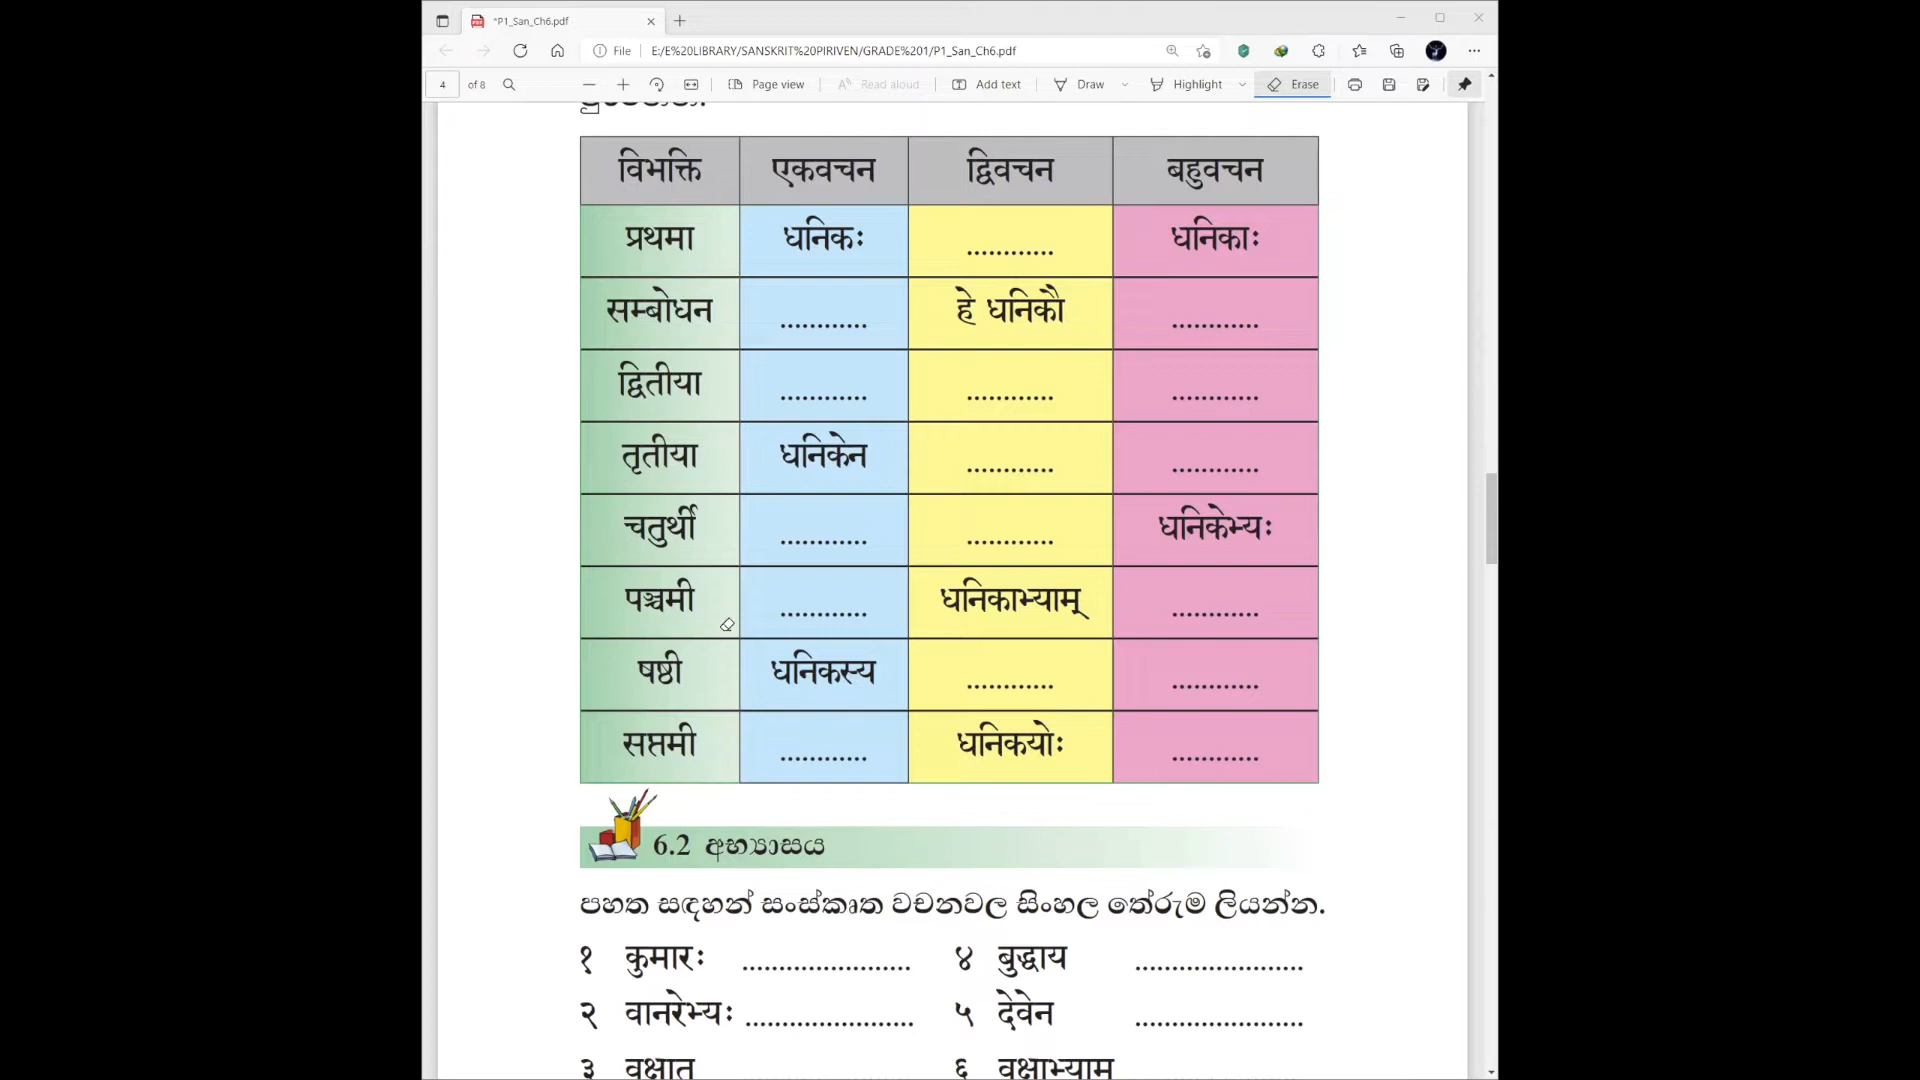 *P1_San_Ch6.pdf
File E:/E%20LIBRARY/SANSKRIT%20PIRIVEN/GRADE%201/P1_San_Ch6.pdf
4 of 8 Page view Read aloud Add text Draw Highlight Erase
विभक्ति एकवचन द्विवचन बहुवचन
प्रथमा धनिकः ............ धनिकाः
सम्बोधन ............ हे धनिकौ ............
द्वितीया ............ ............ ............
तृतीया धनिकेन ............ ............
चतुर्थी ............ ............ धनिकेभ्यः
पञ्चमी ............ धनिकाभ्याम् ............
षष्ठी धनिकस्य ............ ............
सप्तमी ............ धनिकयोः ............
6.2 අභ්‍යාසය
පහත සඳහන් සංස්කෘත වචනවල සිංහල තේරුම ලියන්න.
१ कुमारः ....................... ४ बुद्धाय .......................
२ वानरेभ्यः ....................... ५ देवेन .......................
३ वृक्षात् ६ वृक्षाभ्याम्